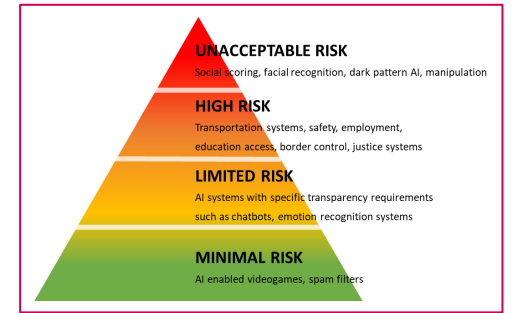 UNACCEPTABLE RISK
Social scoring, facial recognition, dark pattern AI, manipulation
HIGH RISK
Transportation systems, safety, employment,
education access, border control, justice systems
LIMITED RISK
AI systems with specific transparency requirements
such as chatbots, emotion recognition systems
MINIMAL RISK
AI enabled videogames, spam filters